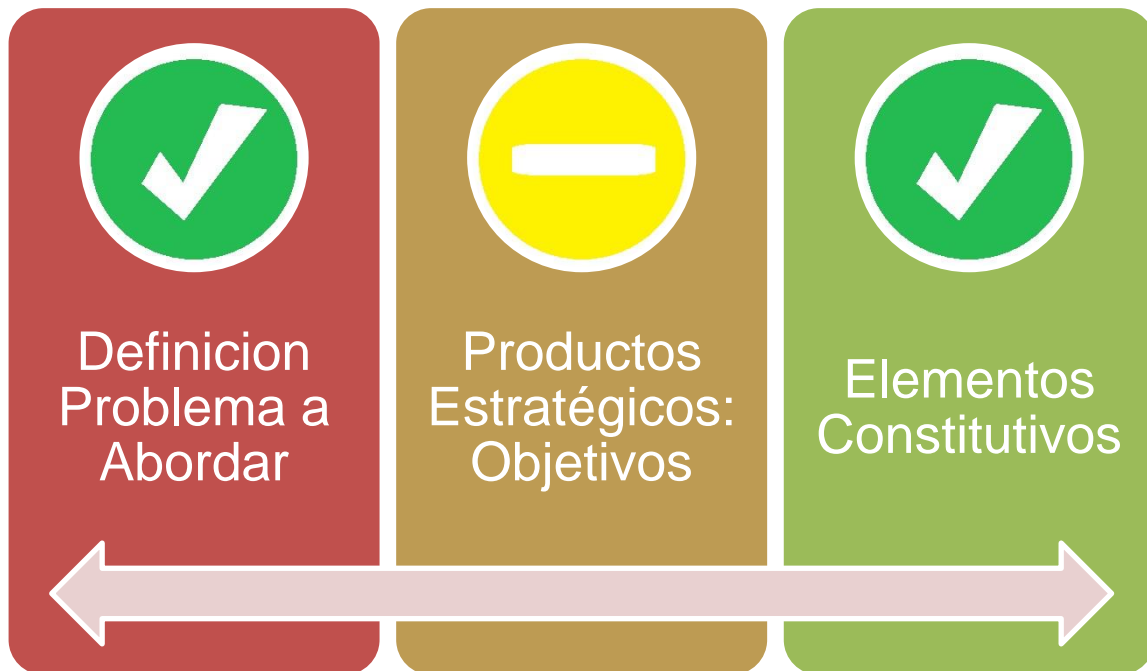 Definicion
Problema a
Abordar
Productos
Estratégicos:
Objetivos
Elementos
Constitutivos